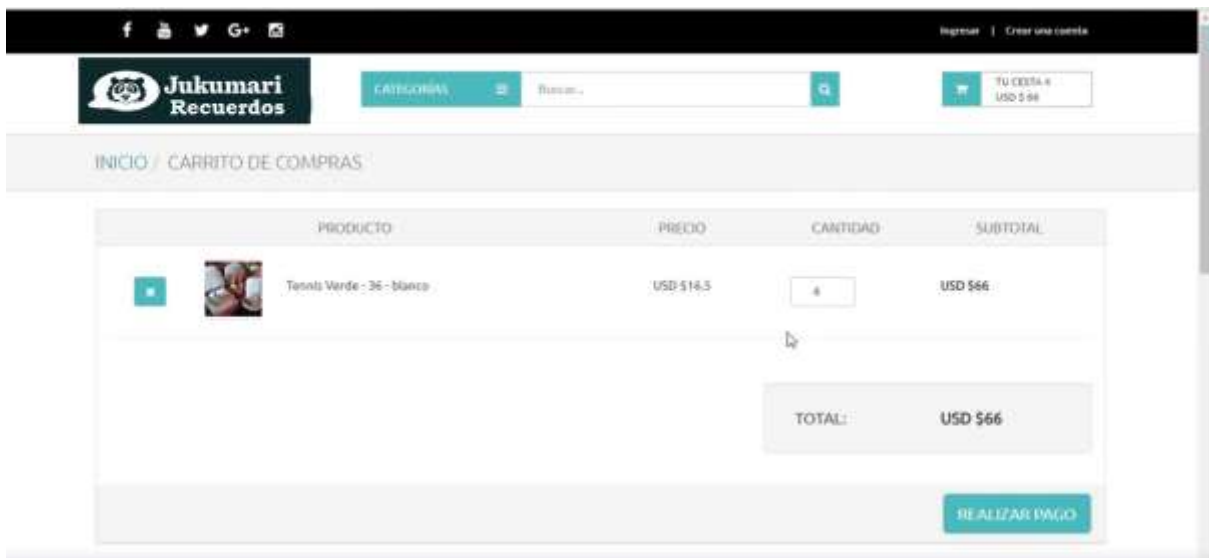 Ingresar | Crear una cuenta
Jukumari
Recuerdos
CATEGORÍAS
Buscar...
TU CESTA 4
USD $ 66
INICIO / CARRITO DE COMPRAS
PRODUCTO PRECIO CANTIDAD SUBTOTAL
Tennis Verde - 36 - blanco USD $16.5 4 USD $66
TOTAL: USD $66
REALIZAR PAGO